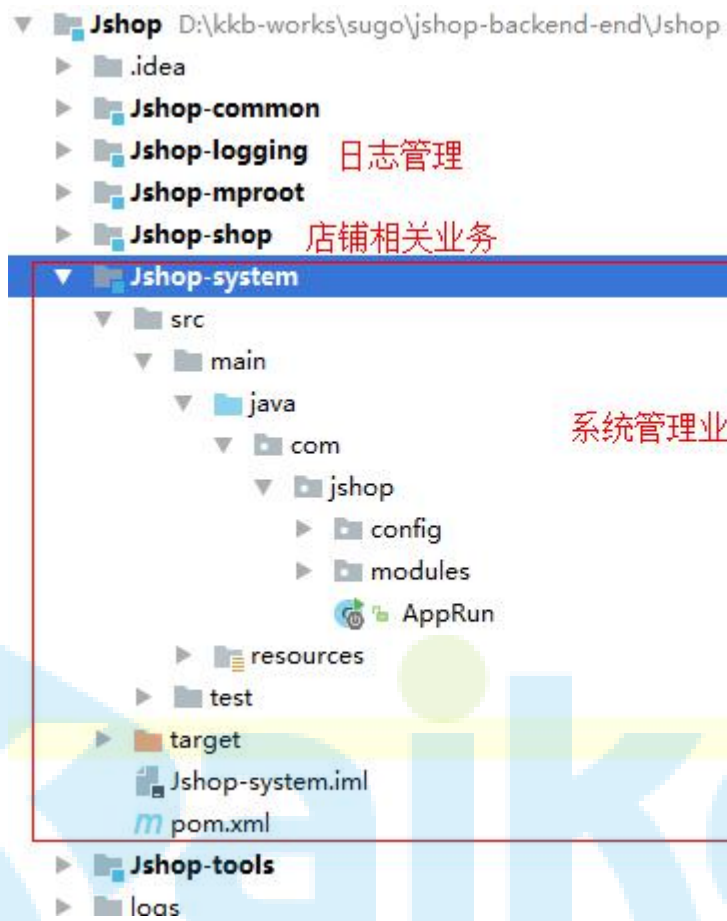 Jshop D:\kkb-works\sugo\jshop-backend-end\Jshop
.idea
Jshop-common
Jshop-logging 日志管理
Jshop-mproot
Jshop-shop 店铺相关业务
Jshop-system
src
main
java
系统管理业
com
jshop
config
modules
AppRun
resources
test
target
Jshop-system.iml
pom.xml
Jshop-tools
logs
aik